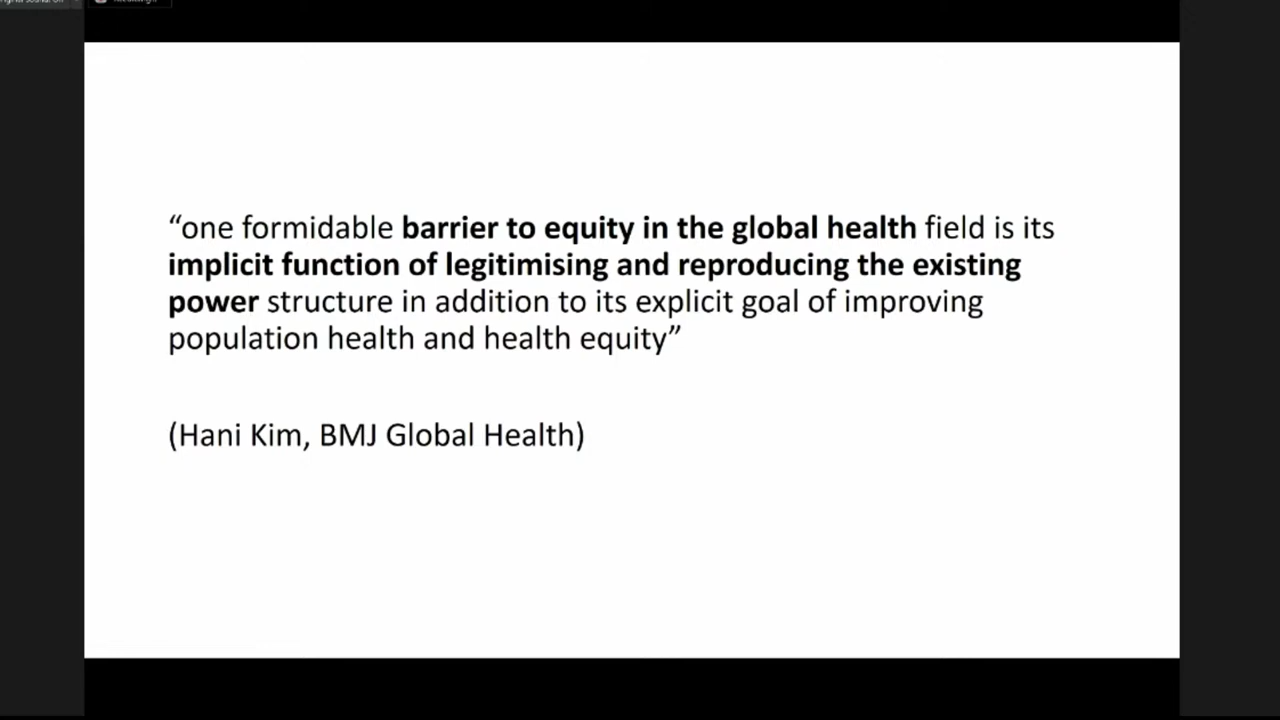 “one formidable barrier to equity in the global health field is its
implicit function of legitimising and reproducing the existing
power structure in addition to its explicit goal of improving
population health and health equity”
(Hani Kim, BMJ Global Health)